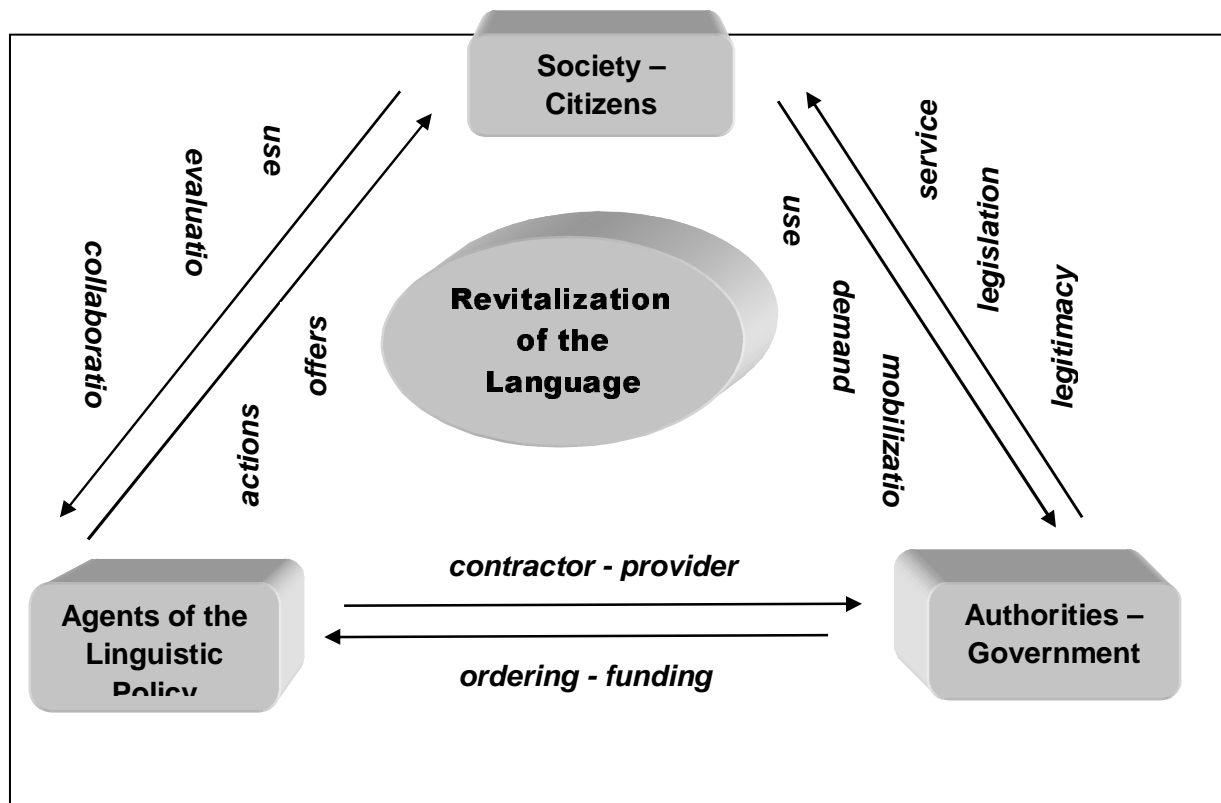 Society –
Citizens
use
evaluatio
collaboratio
service
legislation
legitimacy
use
demand
mobilizatio
offers
actions
Revitalization
of the
Language
contractor - provider
ordering - funding
Agents of the
Linguistic
Policy
Authorities –
Government